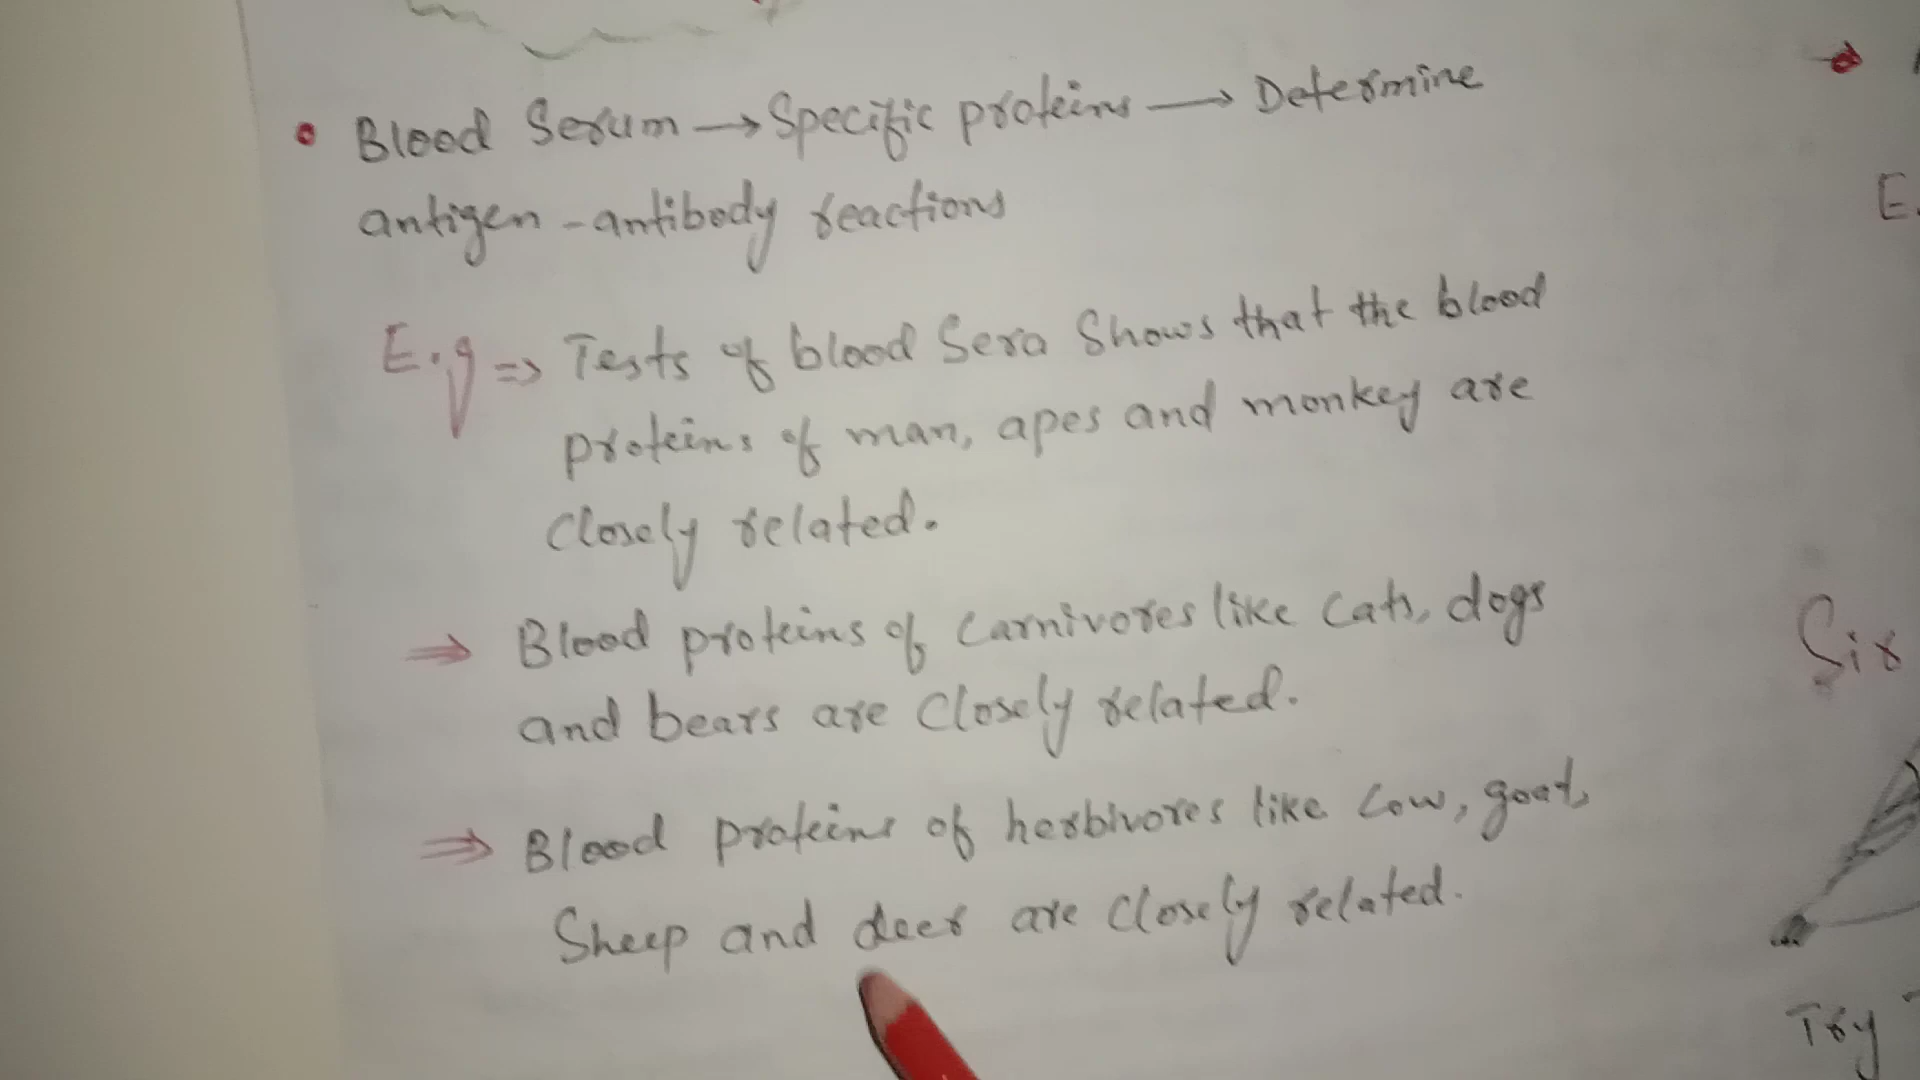 Blood Serum → Specific proteins → Determine
antigen - antibody reactions
E.g ⇒ Tests of blood Sera Shows that the blood
proteins of man, apes and monkey are
Closely related.
⇒ Blood proteins of Carnivores like Cats, dogs
and bears are Closely related.
⇒ Blood proteins of herbivores like Cow, goat,
Sheep and deer are Closely related.
E.
Sir
Try